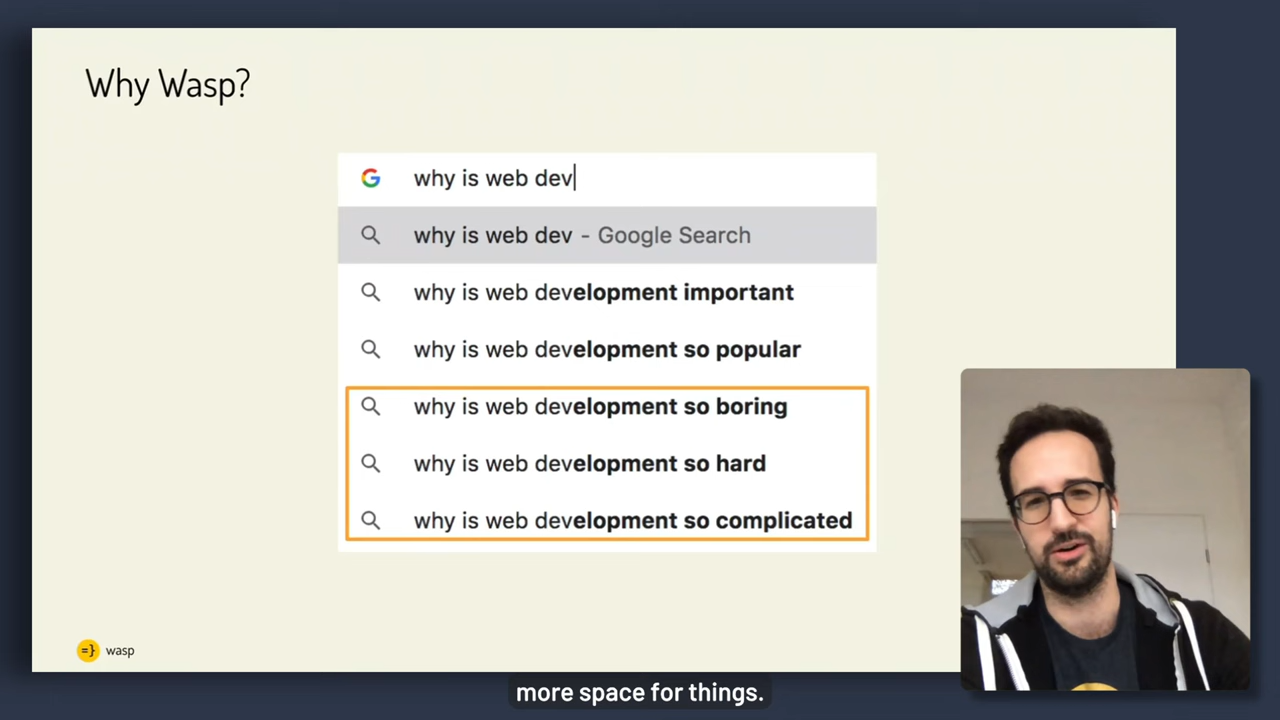 Why Wasp?
why is web dev
why is web dev - Google Search
why is web development important
why is web development so popular
why is web development so boring
why is web development so hard
why is web development so complicated
=} wasp
more space for things.